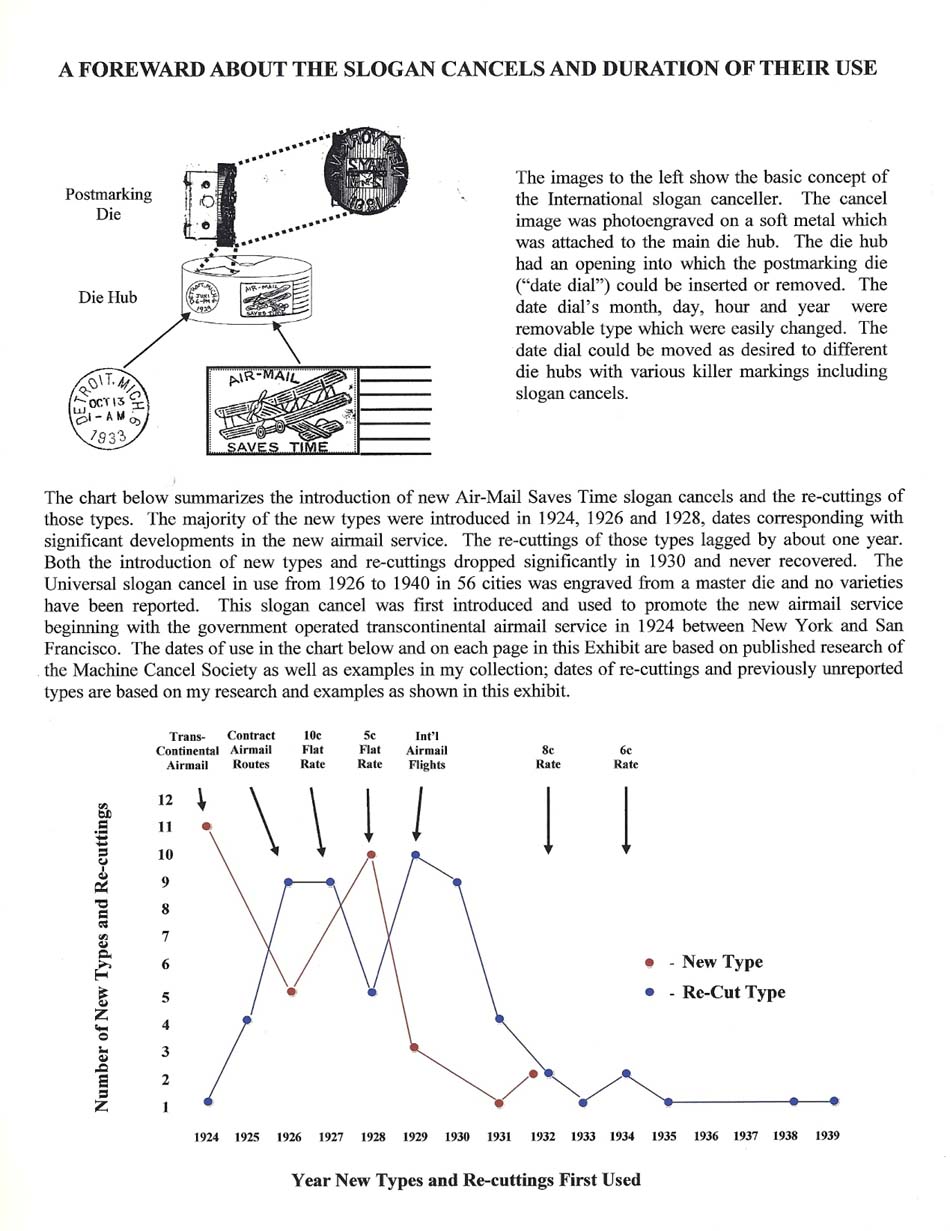 A FOREWARD ABOUT THE SLOGAN CANCELS AND DURATION OF THEIR USE
Postmarking
Die
Die Hub
DETROIT, MICH. 6
OCT 13
1 - A M
1933
AIR-MAIL
SAVES TIME
AIR-MAIL
SAVES TIME
The images to the left show the basic concept of
the International slogan canceller. The cancel
image was photoengraved on a soft metal which
was attached to the main die hub. The die hub
had an opening into which the postmarking die
("date dial") could be inserted or removed. The
date dial's month, day, hour and year were
removable type which were easily changed. The
date dial could be moved as desired to different
die hubs with various killer markings including
slogan cancels.
The chart below summarizes the introduction of new Air-Mail Saves Time slogan cancels and the re-cuttings of
those types. The majority of the new types were introduced in 1924, 1926 and 1928, dates corresponding with
significant developments in the new airmail service. The re-cuttings of those types lagged by about one year.
Both the introduction of new types and re-cuttings dropped significantly in 1930 and never recovered. The
Universal slogan cancel in use from 1926 to 1940 in 56 cities was engraved from a master die and no varieties
have been reported. This slogan cancel was first introduced and used to promote the new airmail service
beginning with the government operated transcontinental airmail service in 1924 between New York and San
Francisco. The dates of use in the chart below and on each page in this Exhibit are based on published research of
the Machine Cancel Society as well as examples in my collection; dates of re-cuttings and previously unreported
types are based on my research and examples as shown in this exhibit.
Trans- Contract 10c 5c Int'l
Continental Airmail Flat Flat Airmail 8c 6c
Airmail Routes Rate Rate Flights Rate Rate
Number of New Types and Re-cuttings
12
11
10
9
8
7
6
5
4
3
2
1
- New Type
- Re-Cut Type
1924 1925 1926 1927 1928 1929 1930 1931 1932 1933 1934 1935 1936 1937 1938 1939
Year New Types and Re-cuttings First Used